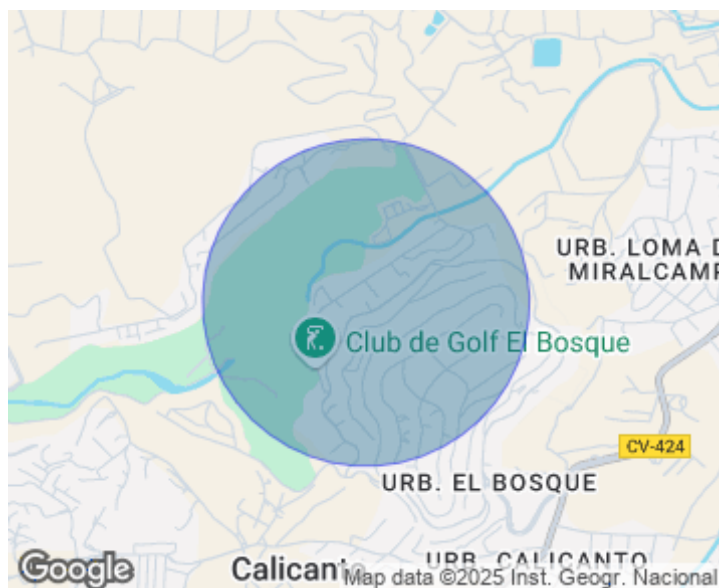 URB. LOMA D
MIRALCAMP
Club de Golf El Bosque
CV-424
URB. EL BOSQUE
Calicanto
URB. CALICANTO
Google
Map data ©2025 Inst. Geogr. Nacional